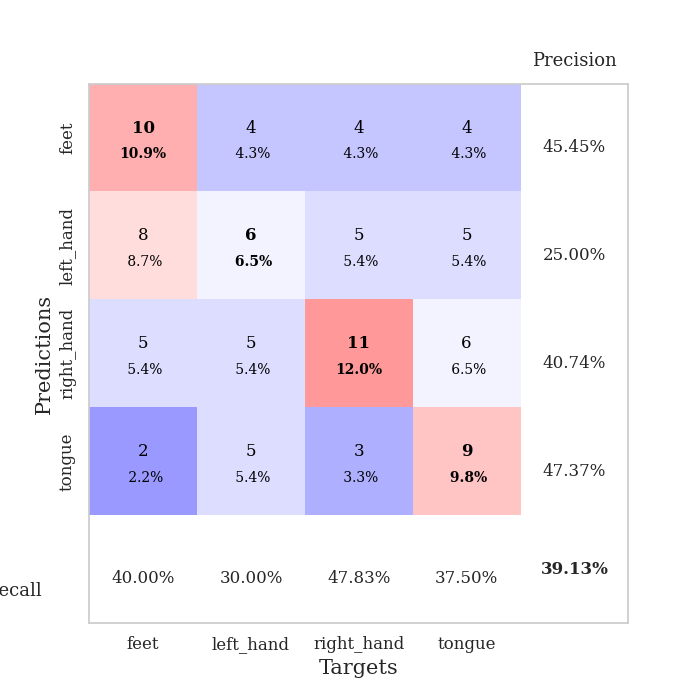 Precision
feet
10 4 4 4
10.9% 4.3% 4.3% 4.3%
45.45%
left_hand
8 6 5 5
8.7% 6.5% 5.4% 5.4%
25.00%
Predictions
right_hand
5 5 11 6
5.4% 5.4% 12.0% 6.5%
40.74%
tongue
2 5 3 9
2.2% 5.4% 3.3% 9.8%
47.37%
ecall
40.00% 30.00% 47.83% 37.50% 39.13%
feet left_hand right_hand tongue
Targets